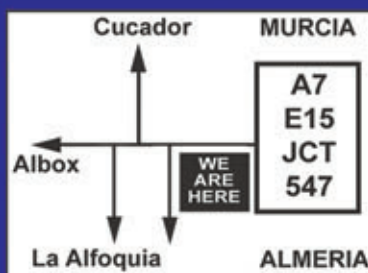 Cucador MURCIA
A7
E15
JCT
547
Albox
WE
ARE
HERE
La Alfoquia ALMERIA